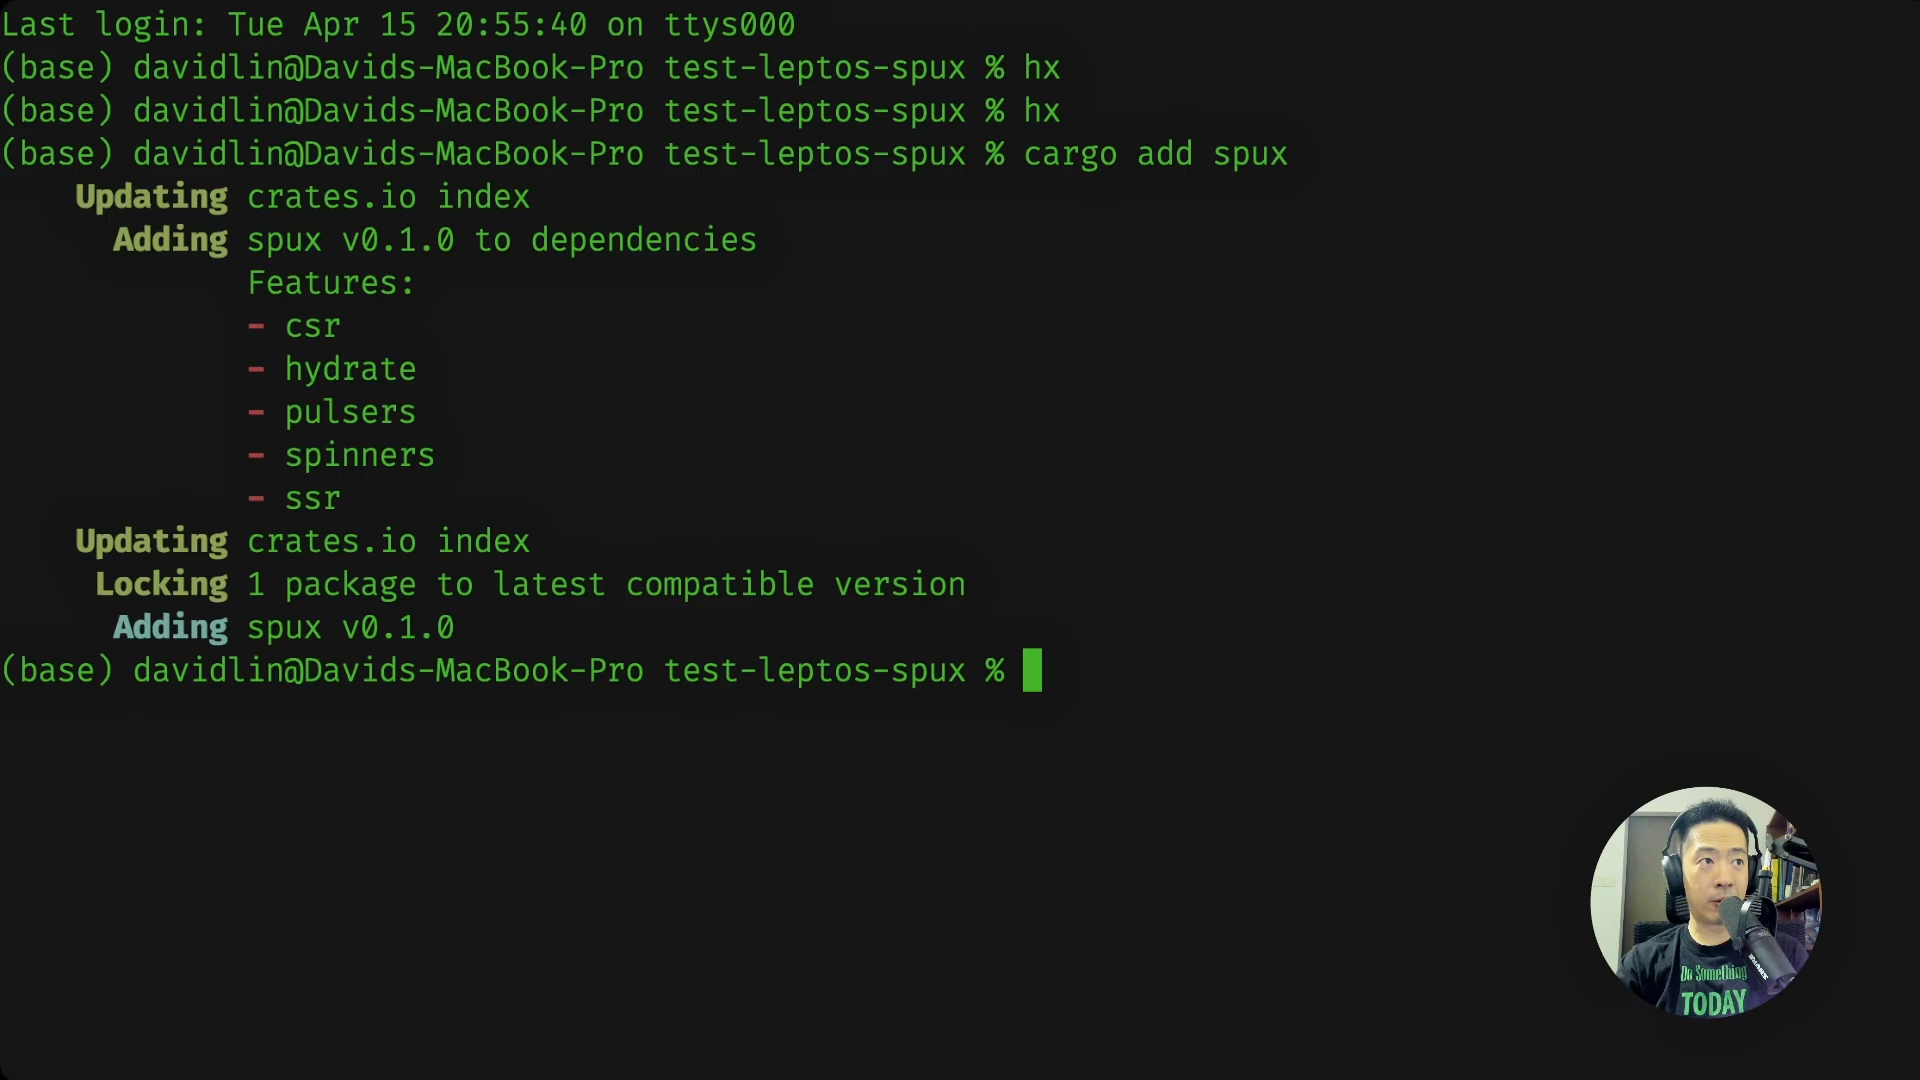 Last login: Tue Apr 15 20:55:40 on ttys000
(base) davidlin@Davids-MacBook-Pro test-leptos-spux % hx
(base) davidlin@Davids-MacBook-Pro test-leptos-spux % hx
(base) davidlin@Davids-MacBook-Pro test-leptos-spux % cargo add spux
    Updating crates.io index
      Adding spux v0.1.0 to dependencies
             Features:
             - csr
             - hydrate
             - pulsers
             - spinners
             - ssr
    Updating crates.io index
     Locking 1 package to latest compatible version
      Adding spux v0.1.0
(base) davidlin@Davids-MacBook-Pro test-leptos-spux %
Do Something
TODAY